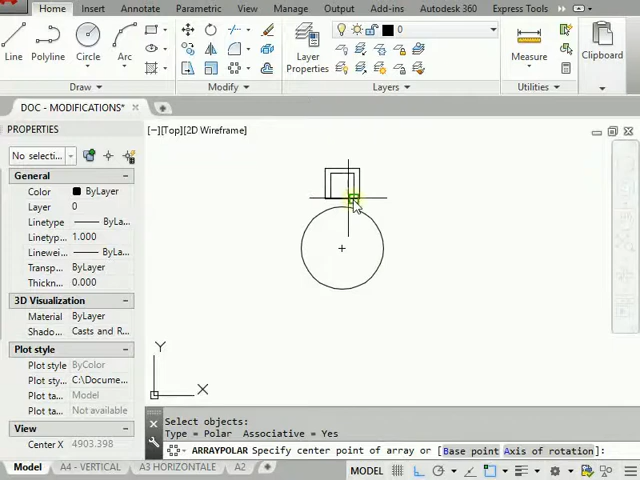 Home Insert Annotate Parametric View Manage Output Add-ins Autodesk 360 Express Tools
Line Polyline Circle Arc
Layer
Properties
0
Measure
Clipboard
Draw Modify Layers Utilities
DOC - MODIFICATIONS*
PROPERTIES
[−][Top][2D Wireframe]
No selecti...
General
Color ByLayer
Layer 0
Linetype ByLa...
Linetyp... 1.000
Linewei... ByLa...
Transp... ByLayer
Thickn... 0.000
3D Visualization
Material ByLayer
Shado... Casts and R...
Plot style
Plot style ByColor
Plot sty... C:\Docume...
Plot ta... Model
Plot ta... Not available
View
Center X 4903.398
Y
X
Select objects:
Type = Polar Associative = Yes
ARRAYPOLAR Specify center point of array or [Base point Axis of rotation]:
Model A4 - VERTICAL A3 HORIZONTALE A2
MODEL